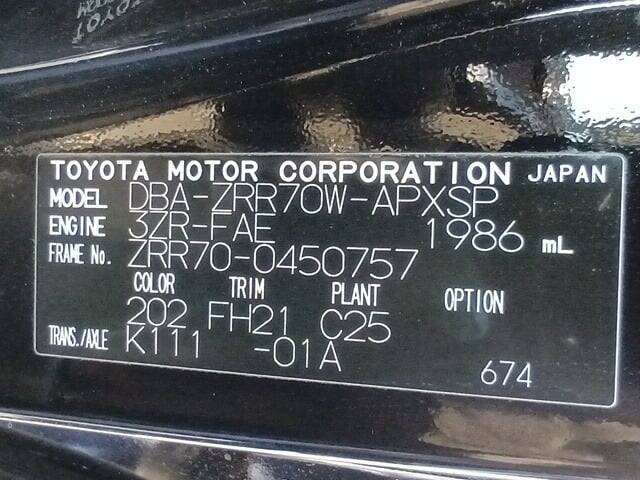 TOYOTA MOTOR CORPORATION JAPAN
MODEL DBA-ZRR70W-APXSP
ENGINE 3ZR-FAE 1986 mL
FRAME No. ZRR70-0450757
COLOR TRIM PLANT OPTION
202 FH21 C25
TRANS./AXLE K111 -01A
674